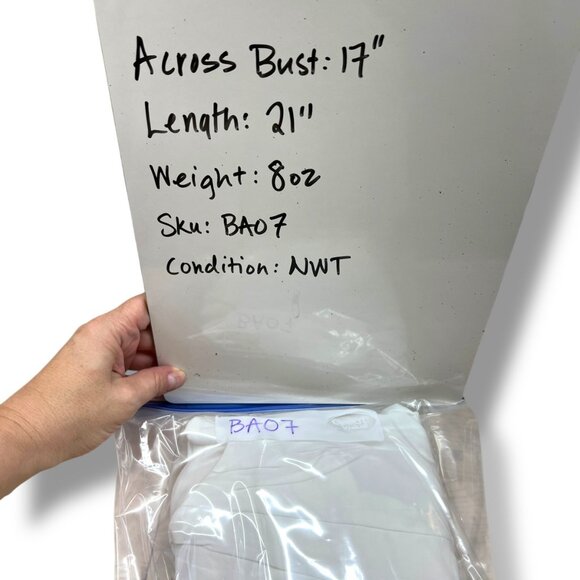 Across Bust: 17"
Length: 21"
Weight: 8oz
Sku: BA07
Condition: NWT
BA07